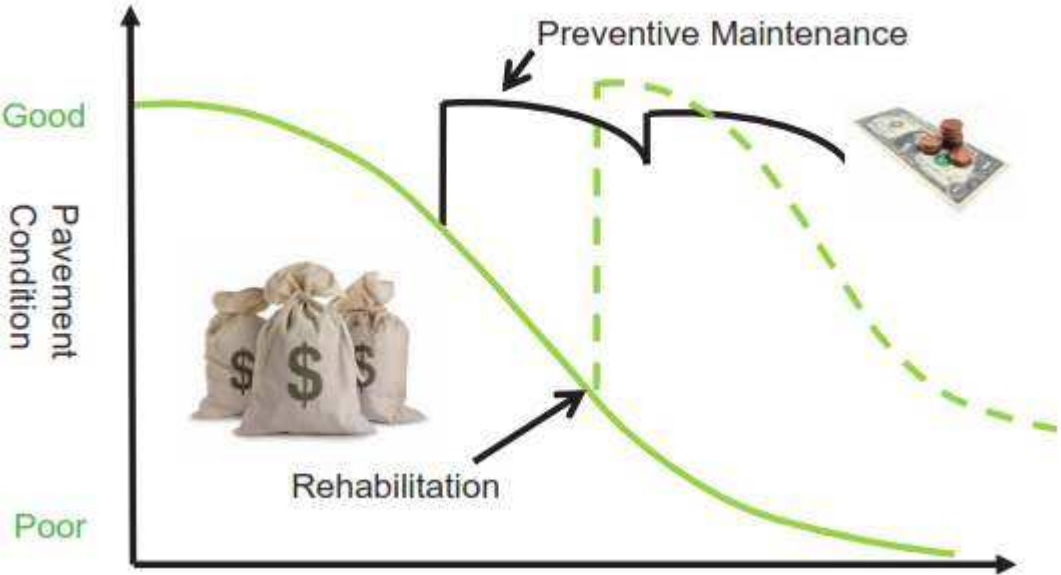 Preventive Maintenance
Good
Pavement
Condition
$
$
$
Rehabilitation
Poor